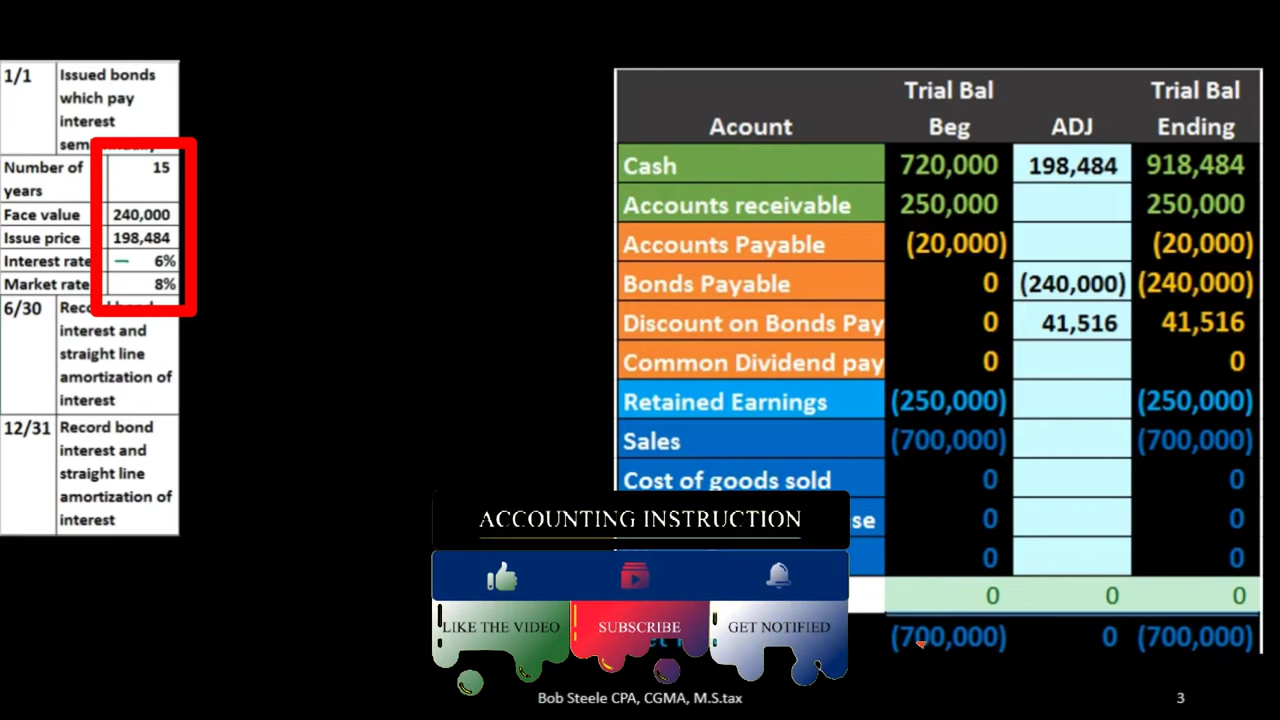 1/1 Issued bonds
which pay
interest
Number of 15
years
Face value 240,000
Issue price 198,484
Interest rate 6%
Market rate 8%
6/30
interest and
straight line
amortization of
interest
12/31 Record bond
interest and
straight line
amortization of
interest
Trial Bal Trial Bal
Acount Beg ADJ Ending
Cash 720,000 198,484 918,484
Accounts receivable 250,000 250,000
Accounts Payable (20,000) (20,000)
Bonds Payable 0 (240,000) (240,000)
Discount on Bonds Pay 0 41,516 41,516
Common Dividend pay 0 0
Retained Earnings (250,000) (250,000)
Sales (700,000) (700,000)
Cost of goods sold 0 0
se 0 0
0 0
0 0 0
(700,000) 0 (700,000)
ACCOUNTING INSTRUCTION
LIKE THE VIDEO SUBSCRIBE GET NOTIFIED
Bob Steele CPA, CGMA, M.S.tax 3